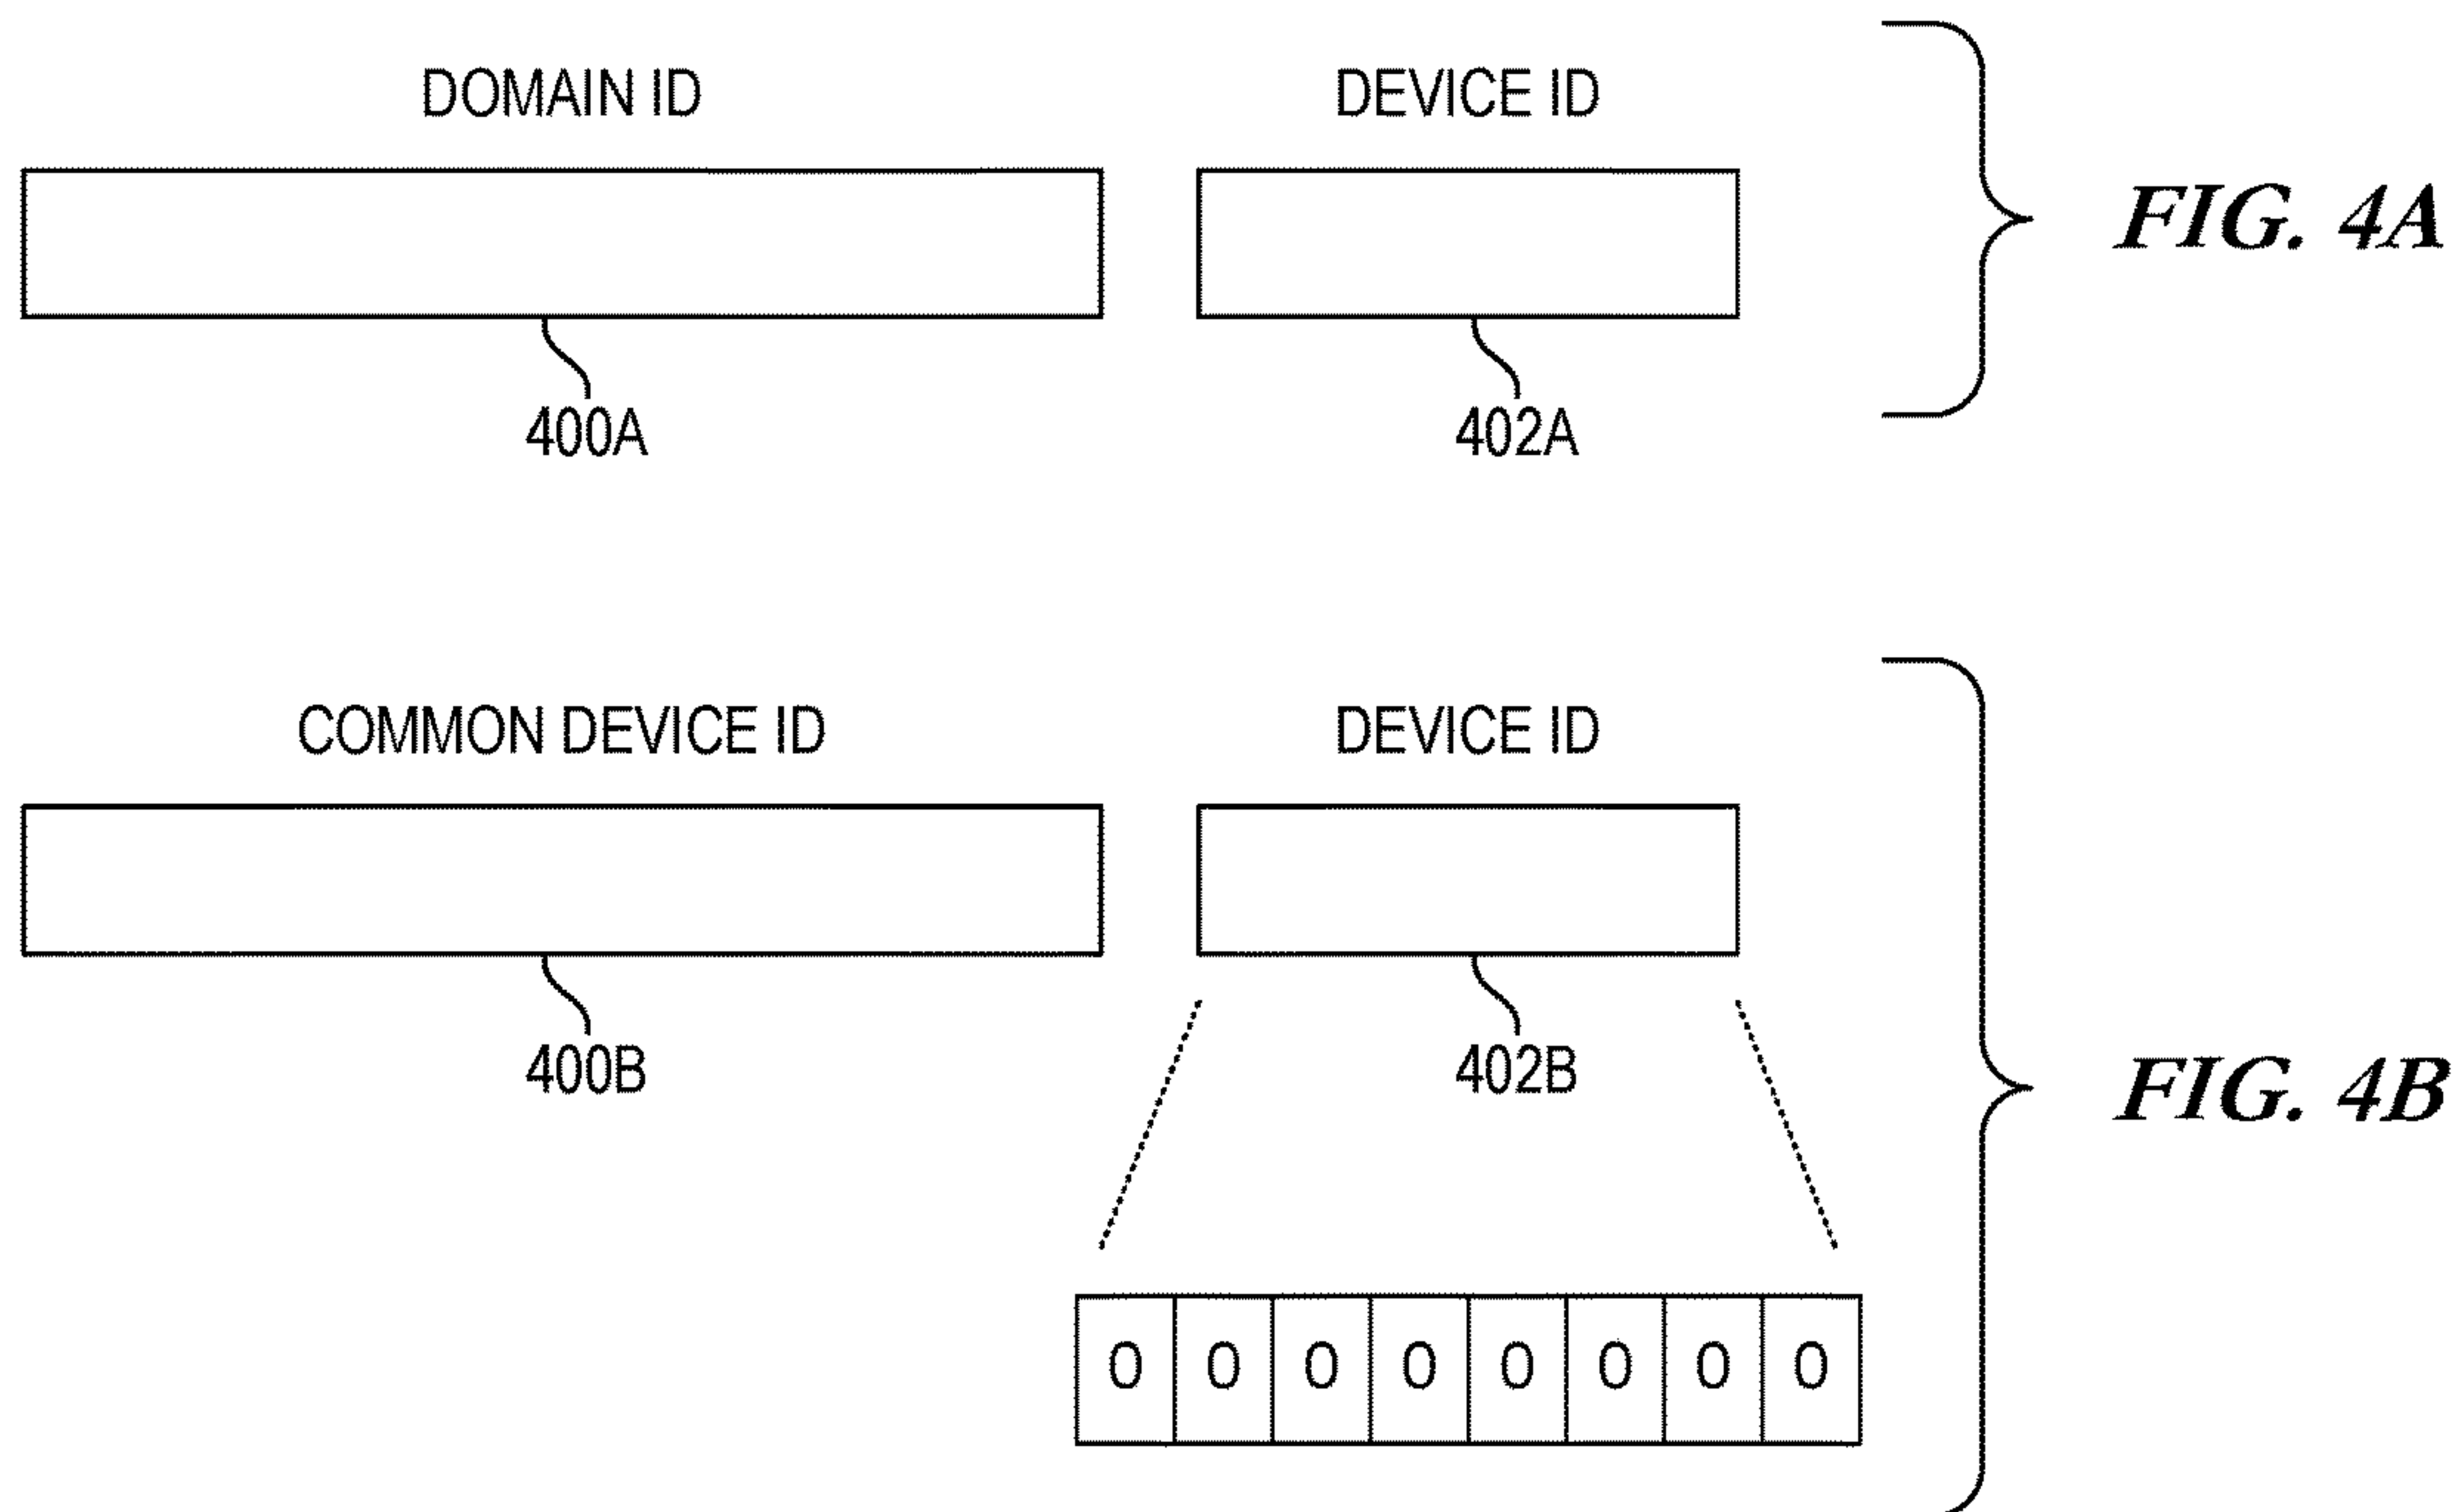 DOMAIN ID DEVICE ID
FIG. 4A
400A 402A
COMMON DEVICE ID DEVICE ID
400B 402B
FIG. 4B
0 0 0 0 0 0 0 0